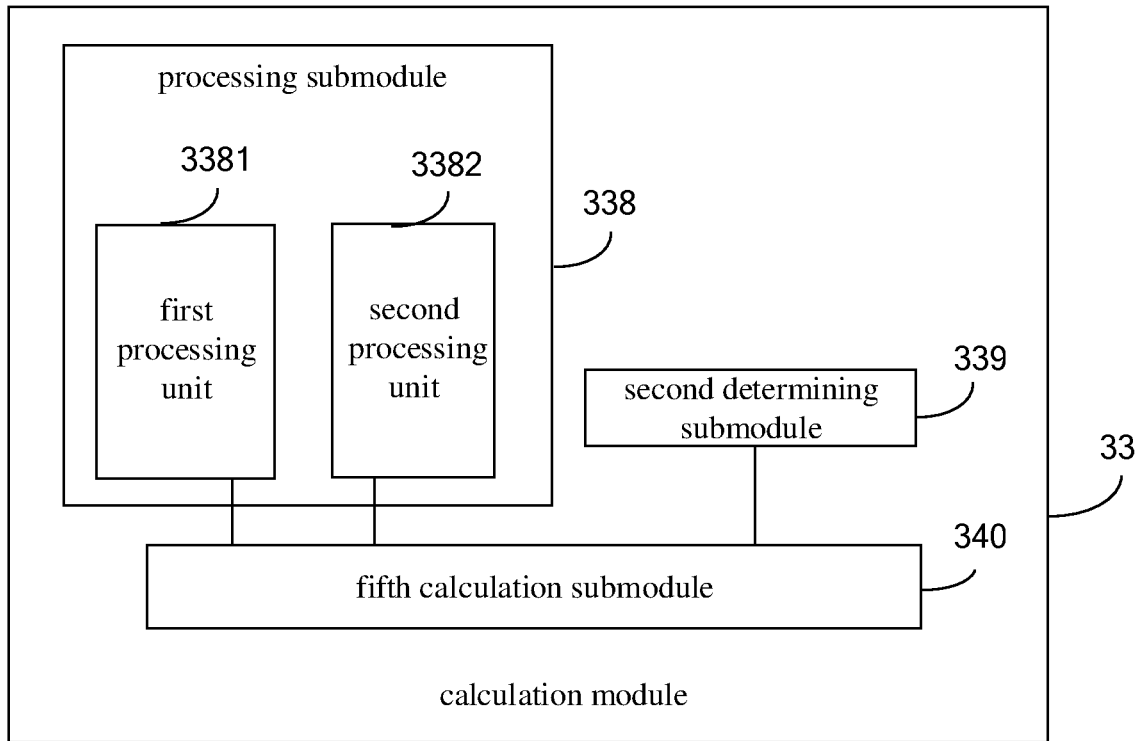 processing submodule
3381
3382
338
first
processing
unit
second
processing
unit
339
second determining
submodule
33
340
fifth calculation submodule
calculation module